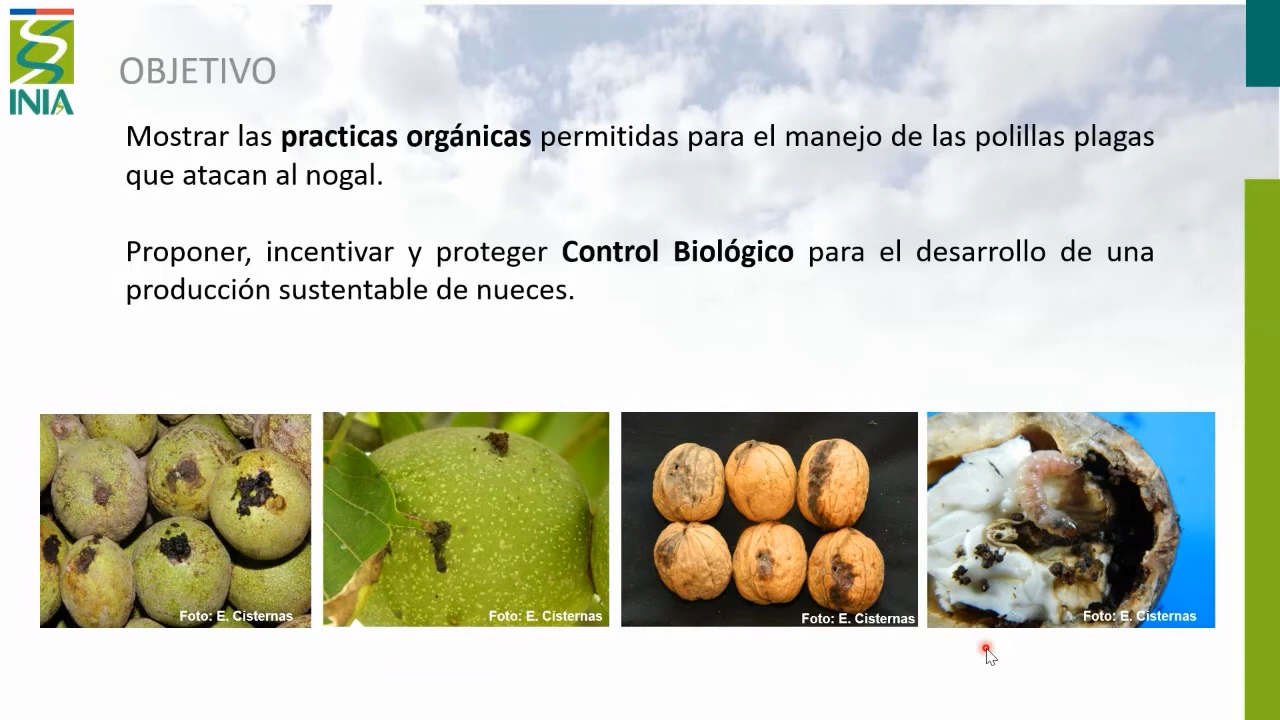 INIA
OBJETIVO
Mostrar las practicas orgánicas permitidas para el manejo de las polillas plagas
que atacan al nogal.
Proponer, incentivar y proteger Control Biológico para el desarrollo de una
producción sustentable de nueces.
Foto: E. Cisternas
Foto: E. Cisternas
Foto: E. Cisternas
Foto: E. Cisternas